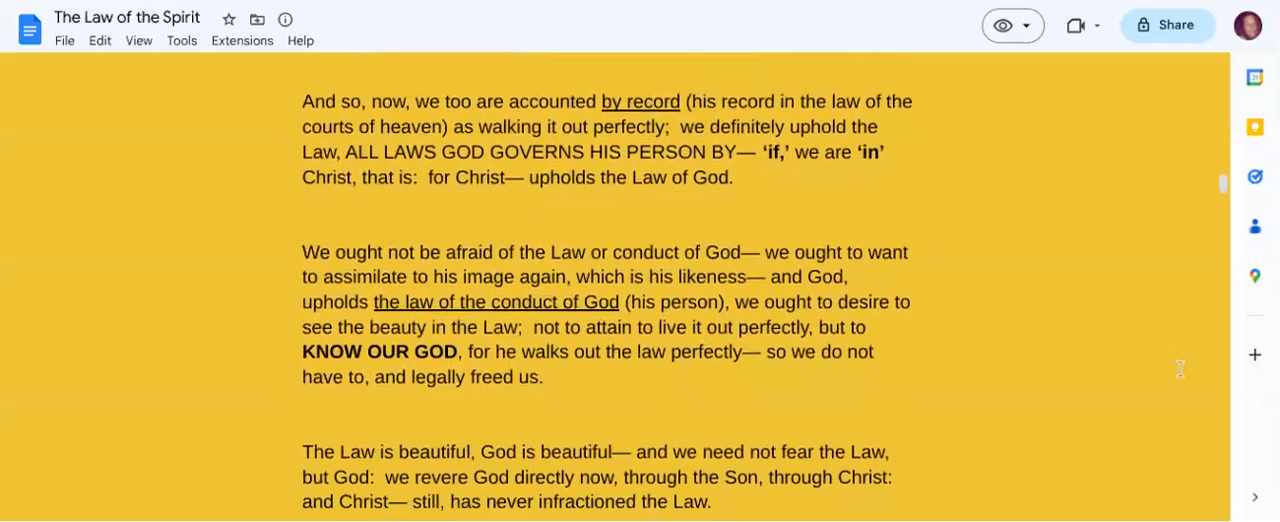 The Law of the Spirit
File Edit View Tools Extensions Help
Share
31
And so, now, we too are accounted by record (his record in the law of the
courts of heaven) as walking it out perfectly;  we definitely uphold the
Law, ALL LAWS GOD GOVERNS HIS PERSON BY— ‘if,’ we are ‘in’
Christ, that is:  for Christ— upholds the Law of God.
We ought not be afraid of the Law or conduct of God— we ought to want
to assimilate to his image again, which is his likeness— and God,
upholds the law of the conduct of God (his person), we ought to desire to
see the beauty in the Law;  not to attain to live it out perfectly, but to
KNOW OUR GOD, for he walks out the law perfectly— so we do not
have to, and legally freed us.
The Law is beautiful, God is beautiful— and we need not fear the Law,
but God:  we revere God directly now, through the Son, through Christ:
and Christ— still, has never infractioned the Law.